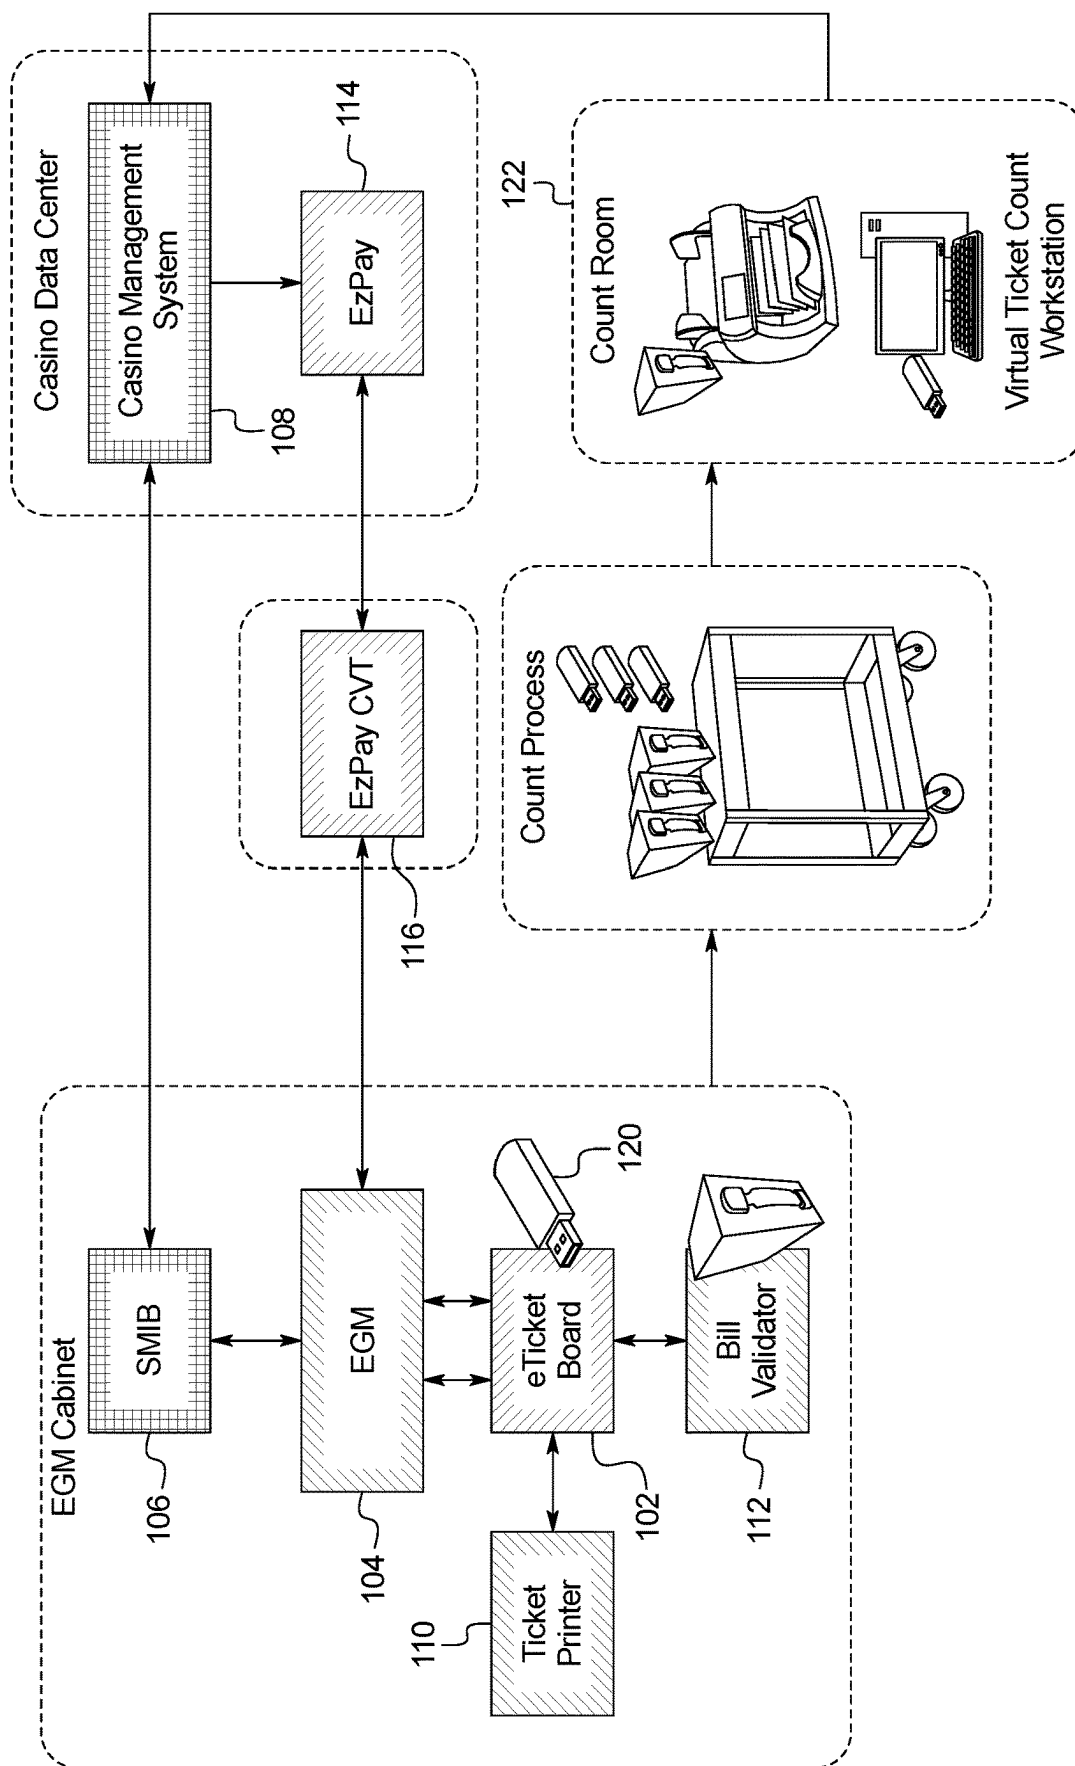 EGM Cabinet
SMIB
106
EGM
104
eTicket
Board
102
120
Ticket
Printer
110
Bill
Validator
112
EzPay CVT
116
Casino Data Center
Casino Management
System
108
EzPay
114
Count Process
Count Room
122
Virtual Ticket Count
Workstation